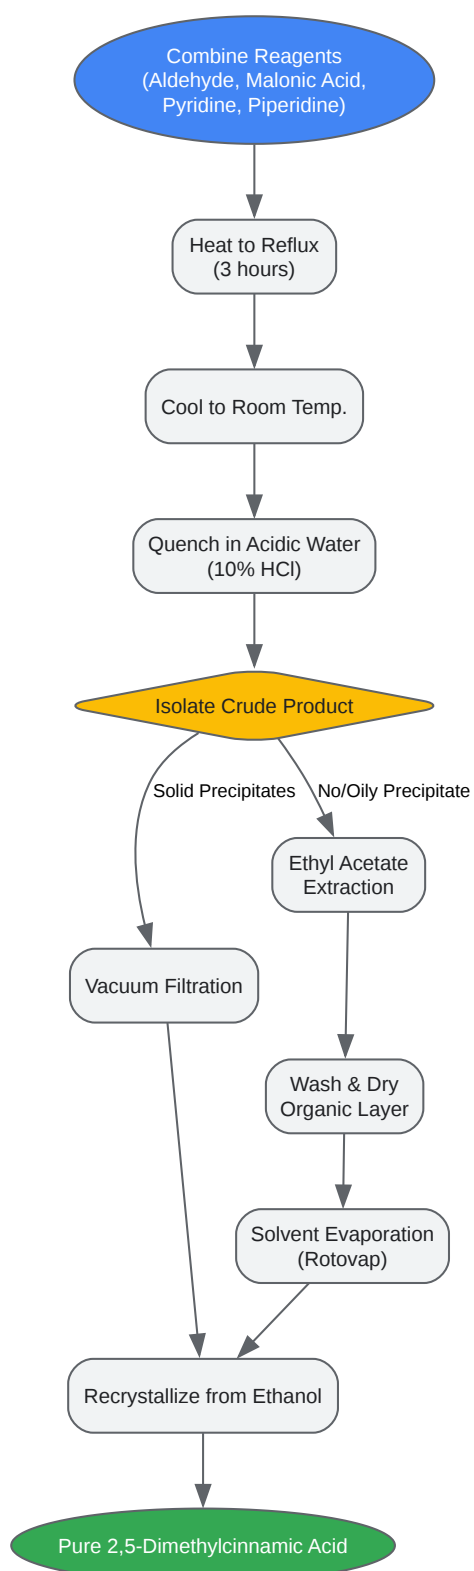 Combine Reagents
(Aldehyde, Malonic Acid,
Pyridine, Piperidine)
Heat to Reflux
(3 hours)
Cool to Room Temp.
Quench in Acidic Water
(10% HCl)
Isolate Crude Product
Solid Precipitates
No/Oily Precipitate
Ethyl Acetate
Extraction
Vacuum Filtration
Wash & Dry
Organic Layer
Solvent Evaporation
(Rotovap)
Recrystallize from Ethanol
Pure 2,5-Dimethylcinnamic Acid